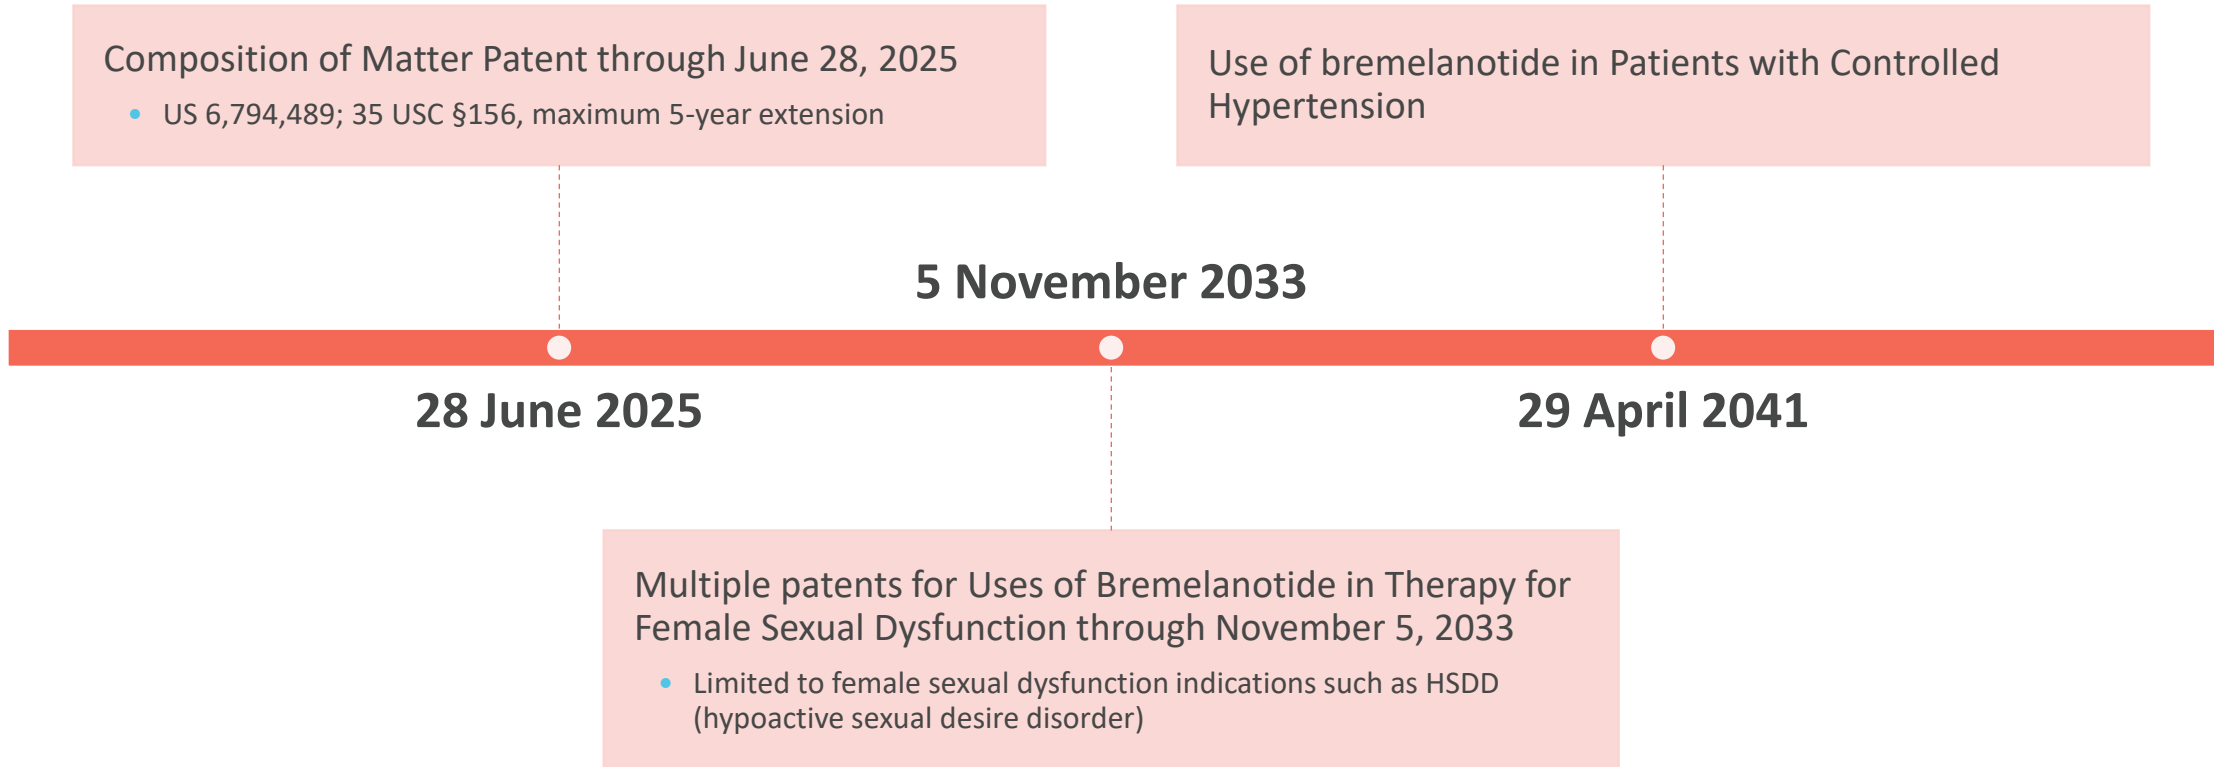 Composition of Matter Patent through June 28, 2025
• US 6,794,489; 35 USC §156, maximum 5-year extension
Use of bremelanotide in Patients with Controlled
Hypertension
5 November 2033
28 June 2025
29 April 2041
Multiple patents for Uses of Bremelanotide in Therapy for
Female Sexual Dysfunction through November 5, 2033
• Limited to female sexual dysfunction indications such as HSDD
(hypoactive sexual desire disorder)